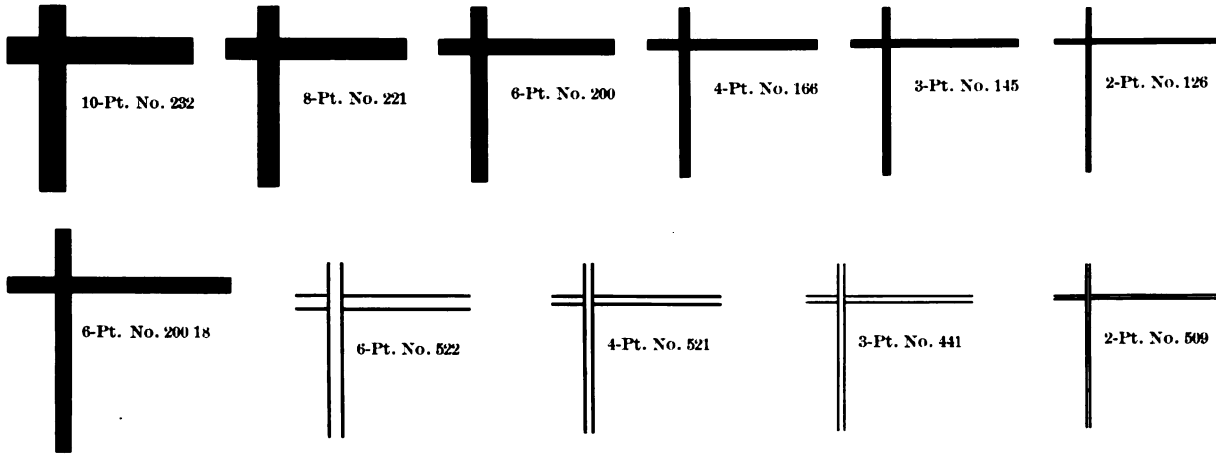 10-Pt. No. 232
8-Pt. No. 221
6-Pt. No. 200
4-Pt. No. 166
3-Pt. No. 145
2-Pt. No. 126
6-Pt. No. 200 18
6-Pt. No. 522
4-Pt. No. 521
3-Pt. No. 441
2-Pt. No. 509